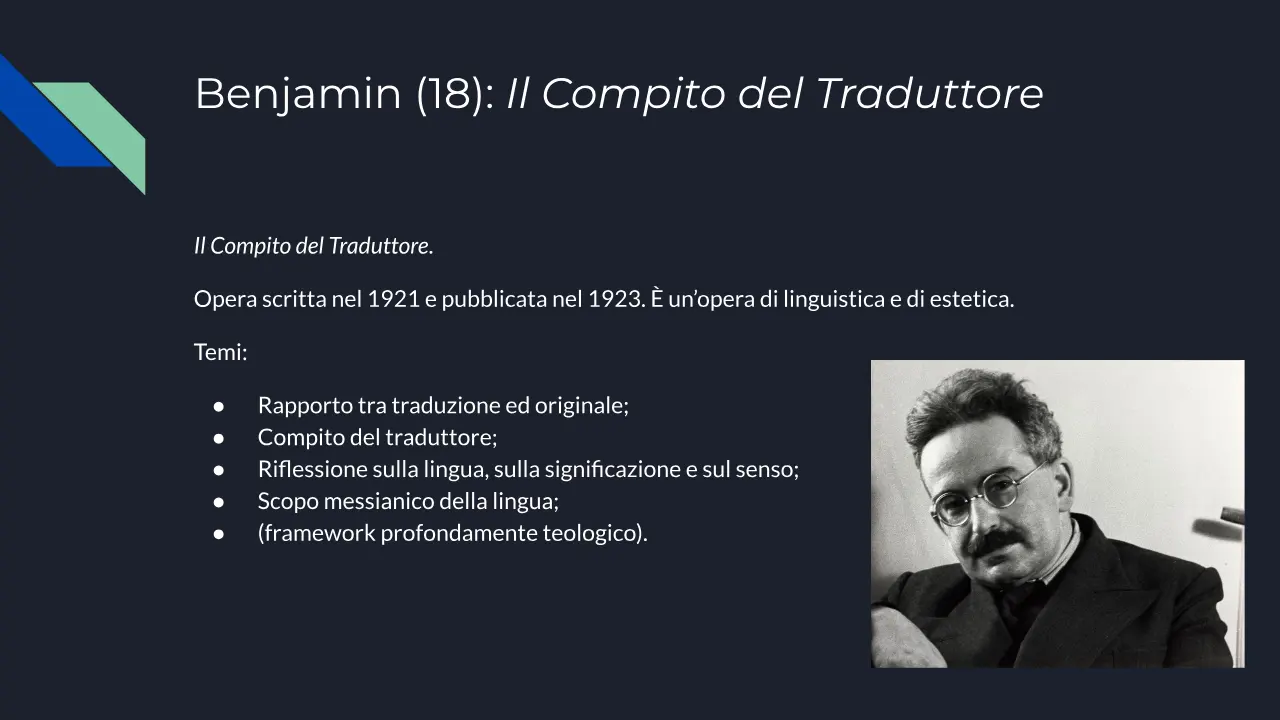 Benjamin (18): Il Compito del Traduttore
Il Compito del Traduttore.
Opera scritta nel 1921 e pubblicata nel 1923. È un’opera di linguistica e di estetica.
Temi:
● Rapporto tra traduzione ed originale;
● Compito del traduttore;
● Riflessione sulla lingua, sulla significazione e sul senso;
● Scopo messianico della lingua;
● (framework profondamente teologico).